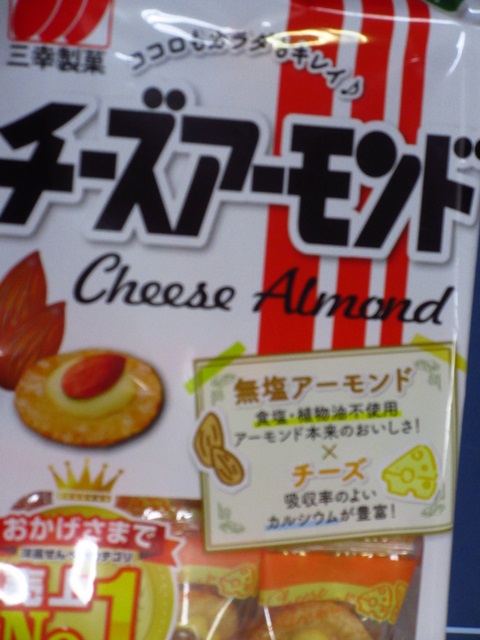 三幸製菓
ココロもカラダもキレイ♪
チーズアーモンド
Cheese Almond
無塩アーモンド
食塩・植物油不使用
アーモンド本来のおいしさ!
×
チーズ
吸収率のよい
カルシウムが豊富!
おかげさまで
売上
No.1
Cheese